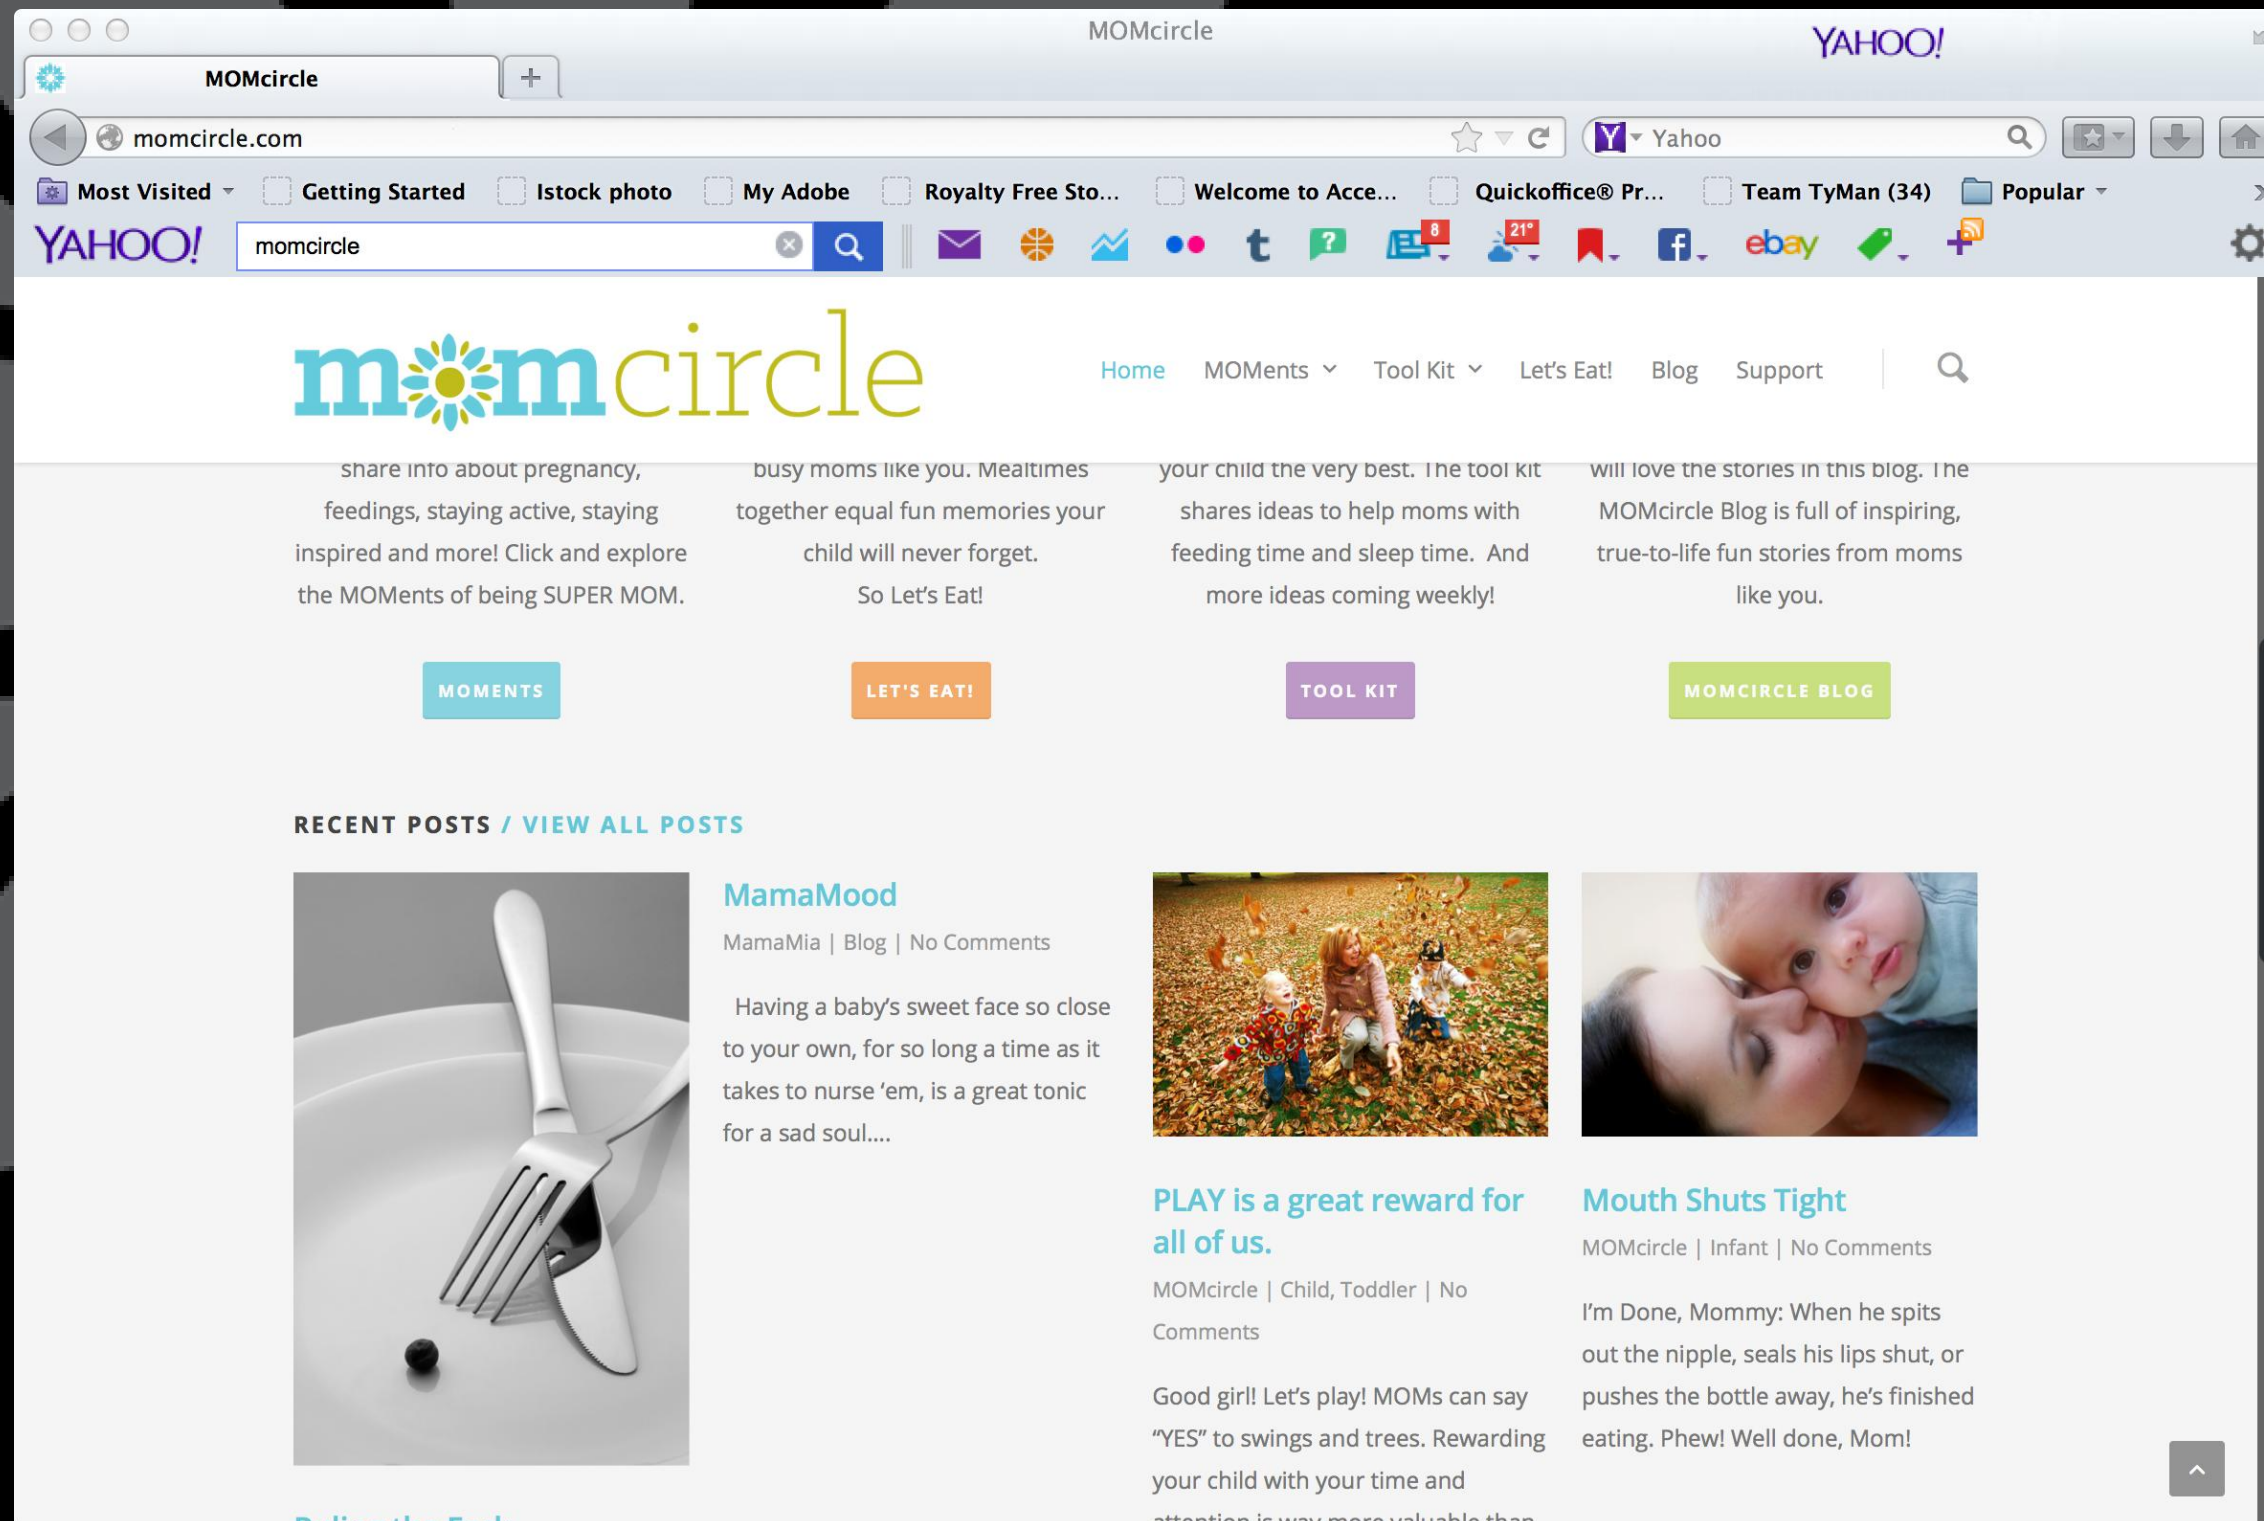 MOMcircle
YAHOO!
MOMcircle
momcircle.com
Yahoo
Most Visited
Getting Started
Istock photo
My Adobe
Royalty Free Sto...
Welcome to Acce...
Quickoffice® Pr...
Team TyMan (34)
Popular
YAHOO!
momcircle
8
21°
ebay
momcircle
Home
MOMents
Tool Kit
Let's Eat!
Blog
Support
share info about pregnancy,
feedings, staying active, staying
inspired and more! Click and explore
the MOMents of being SUPER MOM.
MOMENTS
busy moms like you. Mealtimes
together equal fun memories your
child will never forget.
So Let's Eat!
LET'S EAT!
your child the very best. The tool kit
shares ideas to help moms with
feeding time and sleep time.  And
more ideas coming weekly!
TOOL KIT
will love the stories in this blog. The
MOMcircle Blog is full of inspiring,
true-to-life fun stories from moms
like you.
MOMCIRCLE BLOG
RECENT POSTS / VIEW ALL POSTS
MamaMood
MamaMia | Blog | No Comments
Having a baby's sweet face so close
to your own, for so long a time as it
takes to nurse 'em, is a great tonic
for a sad soul....
PLAY is a great reward for
all of us.
MOMcircle | Child, Toddler | No
Comments
Good girl! Let's play! MOMs can say
"YES" to swings and trees. Rewarding
your child with your time and
attention is way more valuable than
Mouth Shuts Tight
MOMcircle | Infant | No Comments
I'm Done, Mommy: When he spits
out the nipple, seals his lips shut, or
pushes the bottle away, he's finished
eating. Phew! Well done, Mom!